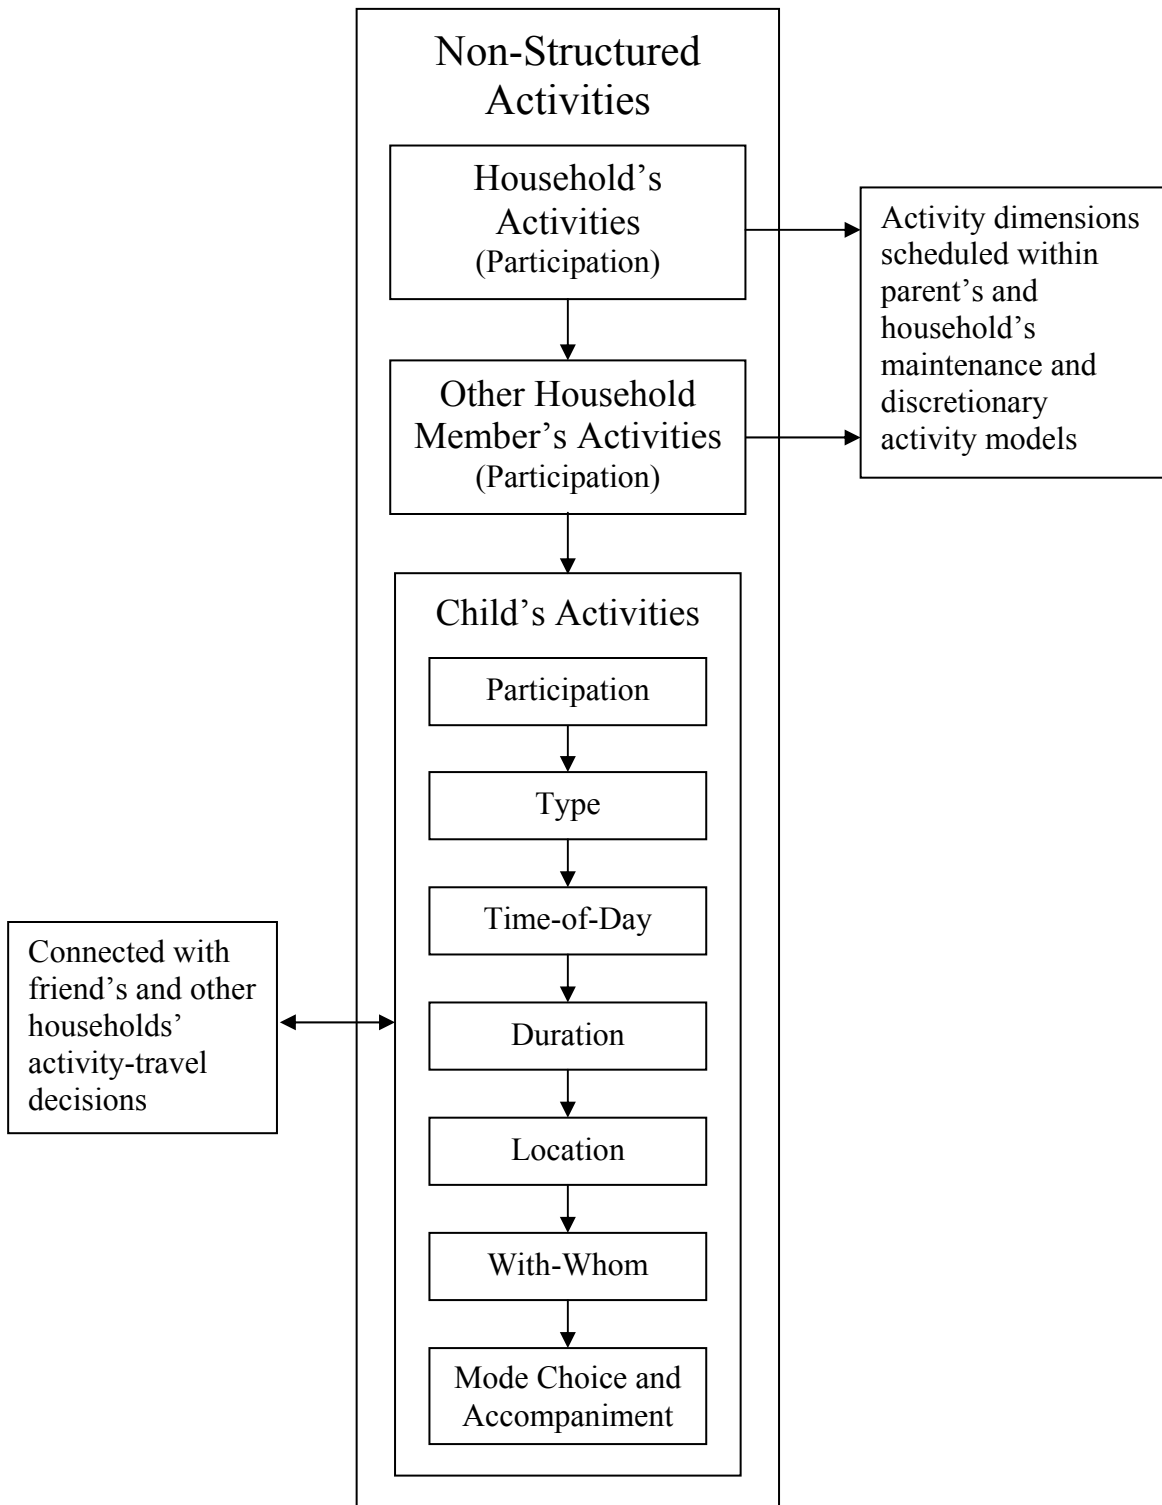 Non-Structured
Activities
Household’s
Activities
(Participation)
Activity dimensions
scheduled within
parent’s and
household’s
maintenance and
discretionary
activity models
Other Household
Member’s Activities
(Participation)
Child’s Activities
Participation
Type
Time-of-Day
Duration
Location
With-Whom
Mode Choice and
Accompaniment
Connected with
friend’s and other
households’
activity-travel
decisions